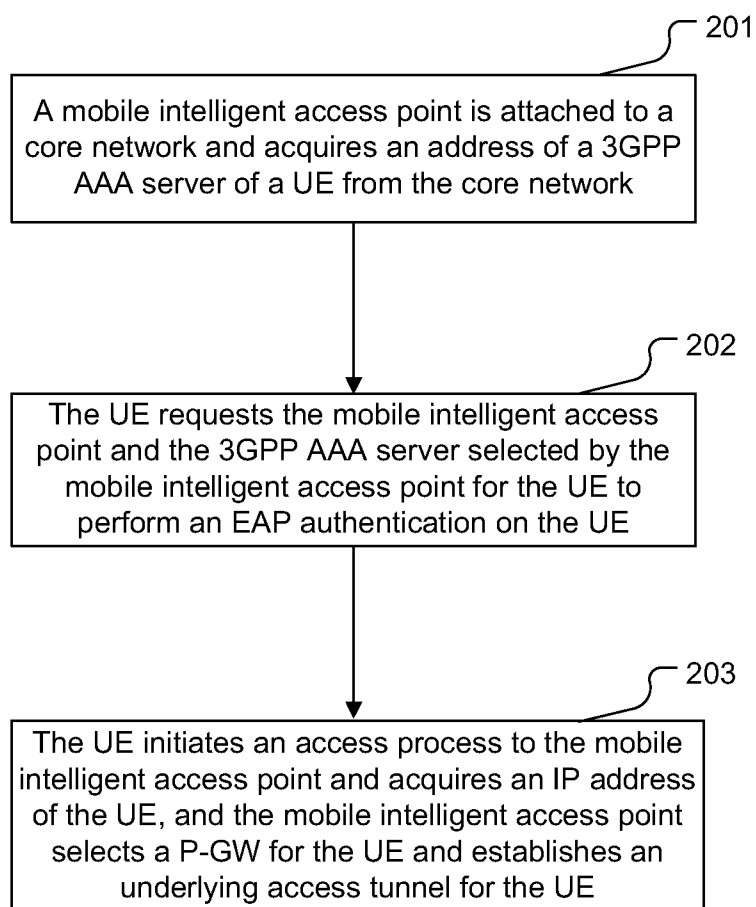 201
A mobile intelligent access point is attached to a
core network and acquires an address of a 3GPP
AAA server of a UE from the core network
202
The UE requests the mobile intelligent access
point and the 3GPP AAA server selected by the
mobile intelligent access point for the UE to
perform an EAP authentication on the UE
203
The UE initiates an access process to the mobile
intelligent access point and acquires an IP address
of the UE, and the mobile intelligent access point
selects a P-GW for the UE and establishes an
underlying access tunnel for the UE